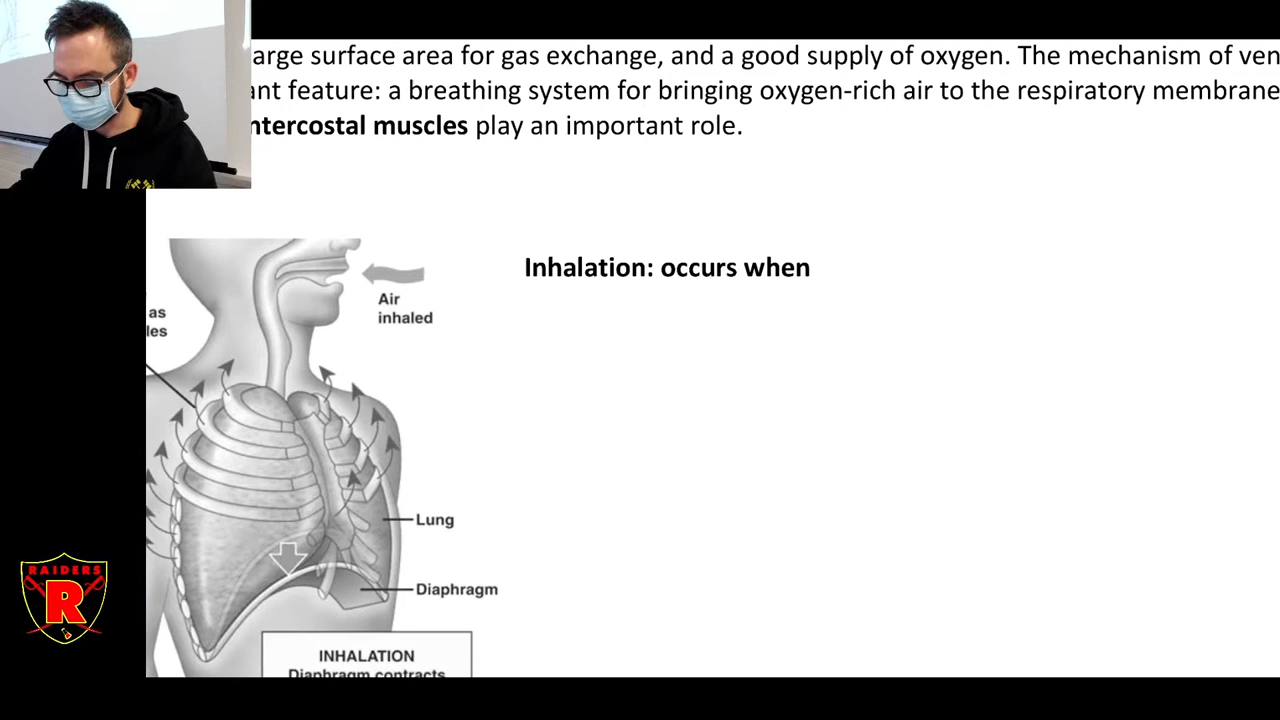 arge surface area for gas exchange, and a good supply of oxygen. The mechanism of ven
ant feature: a breathing system for bringing oxygen-rich air to the respiratory membrane
ntercostal muscles play an important role.
Inhalation: occurs when
Air
inhaled
as
les
Lung
Diaphragm
INHALATION
Diaphragm contracts
RAIDERS
R